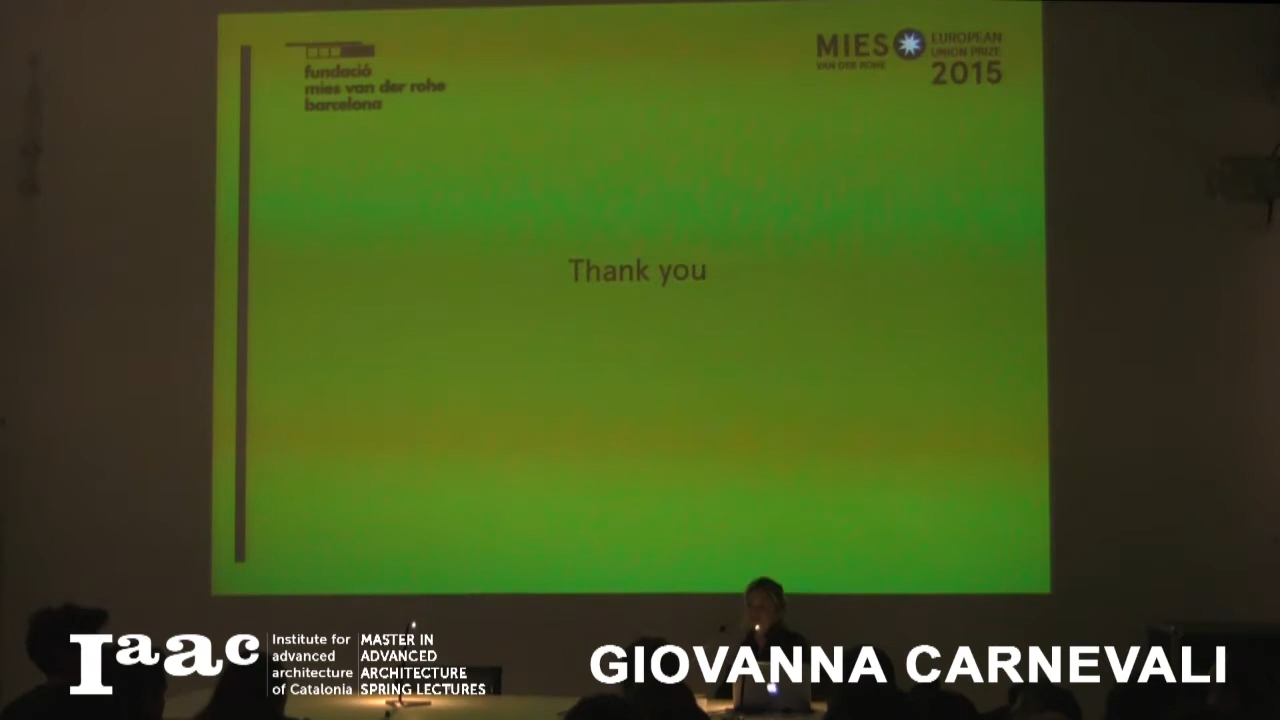 fundació
mies van der rohe
barcelona
MIES
VAN DER ROHE
EUROPEAN
UNION PRIZE
2015
Thank you
Iaac
Institute for
advanced
architecture
of Catalonia
MASTER IN
ADVANCED
ARCHITECTURE
SPRING LECTURES
GIOVANNA CARNEVALI